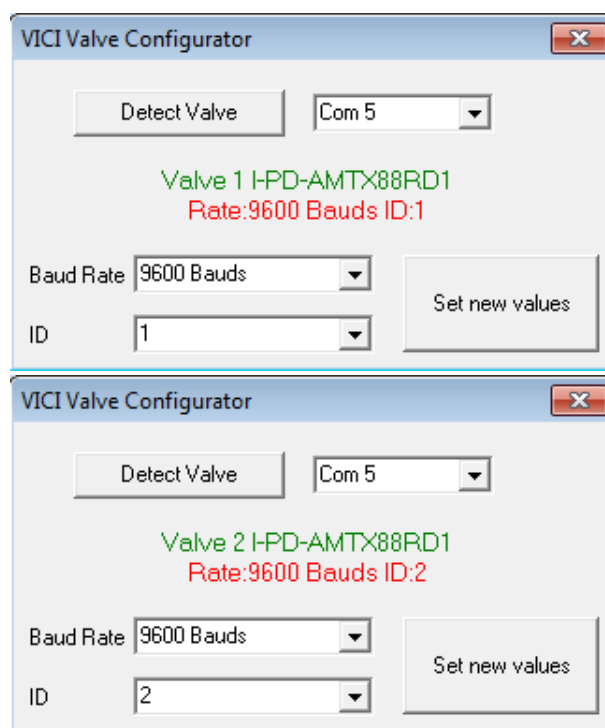 VICI Valve Configurator
Detect Valve Com 5
Valve 1 I-PD-AMTX88RD1
Rate:9600 Bauds ID:1
Baud Rate 9600 Bauds
Set new values
ID 1
VICI Valve Configurator
Detect Valve Com 5
Valve 2 I-PD-AMTX88RD1
Rate:9600 Bauds ID:2
Baud Rate 9600 Bauds
Set new values
ID 2